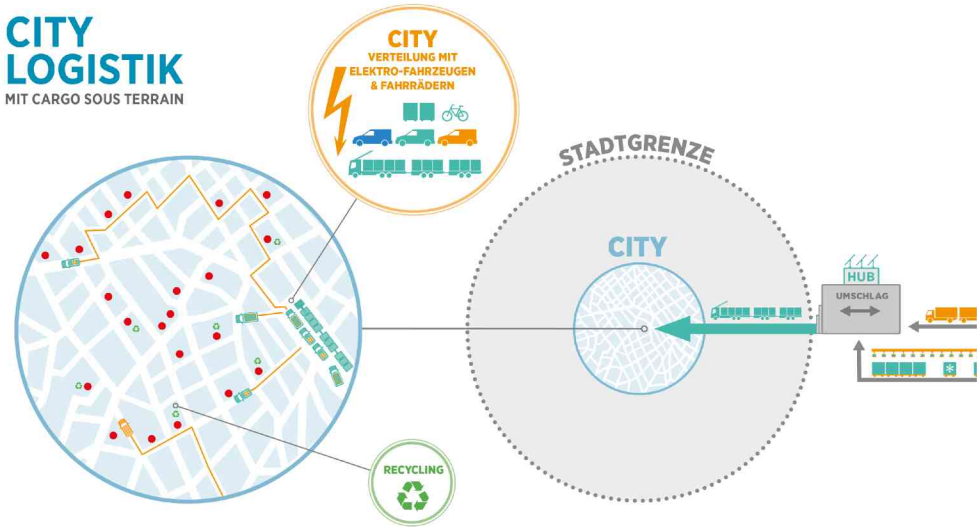 CITY
LOGISTIK
MIT CARGO SOUS TERRAIN
CITY
VERTEILUNG MIT
ELEKTRO-FAHRZEUGEN
& FAHRRÄDERN
STADTGRENZE
CITY
HUB
UMSCHLAG
RECYCLING